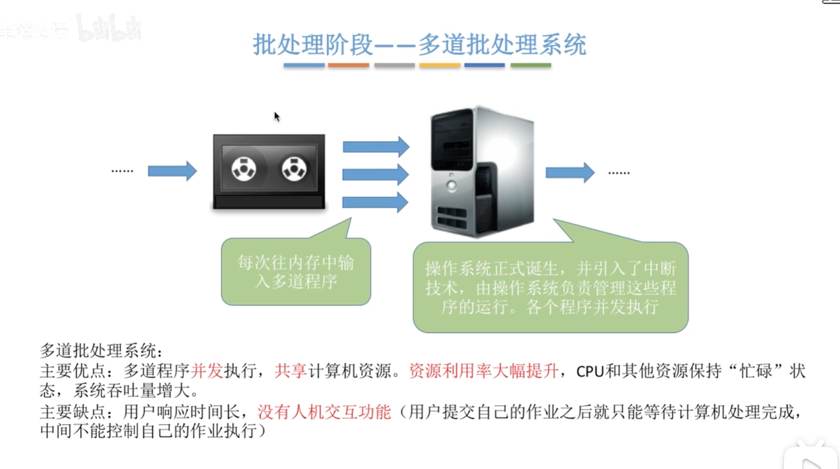 bilibili
批处理阶段——多道批处理系统
……
……
每次往内存中输
入多道程序
操作系统正式诞生，并引入了中断
技术，由操作系统负责管理这些程
序的运行。各个程序并发执行
多道批处理系统：
主要优点：多道程序并发执行，共享计算机资源。资源利用率大幅提升，CPU和其他资源保持“忙碌”状
态，系统吞吐量增大。
主要缺点：用户响应时间长，没有人机交互功能（用户提交自己的作业之后就只能等待计算机处理完成，
中间不能控制自己的作业执行）